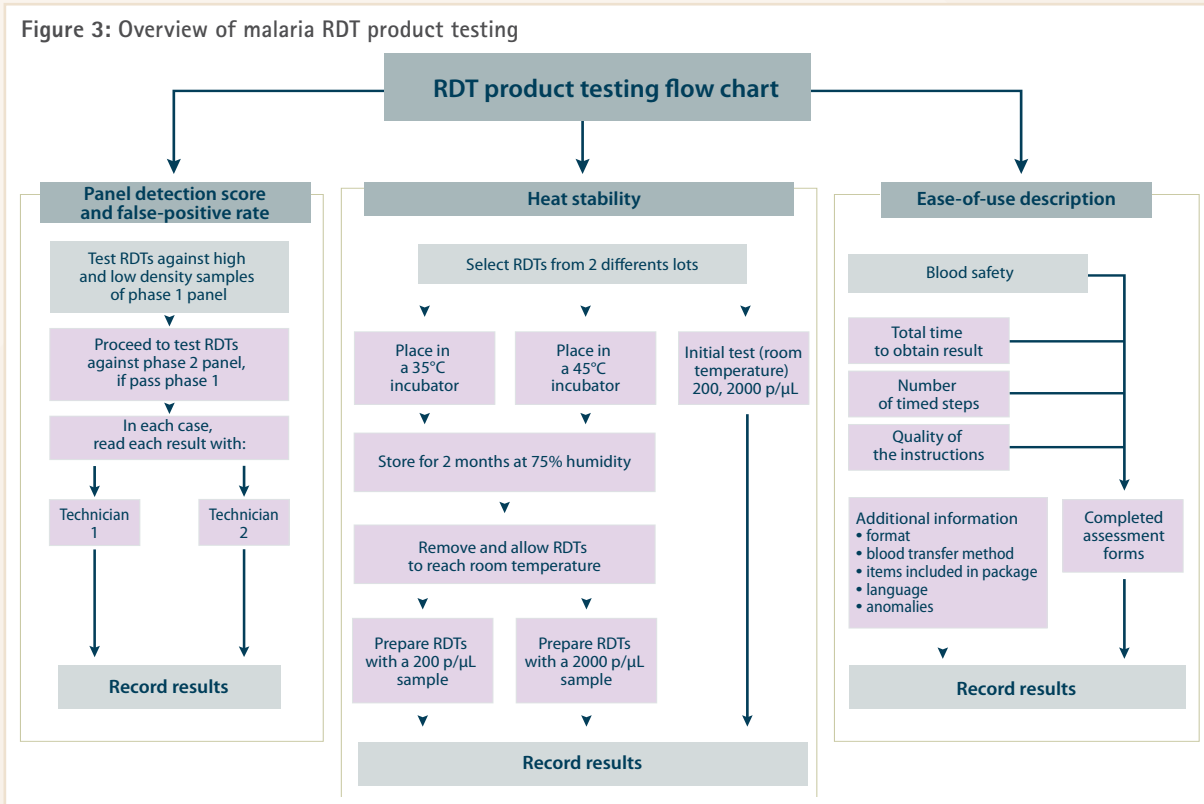 Figure 3: Overview of malaria RDT product testing
RDT product testing flow chart
Panel detection score
and false-positive rate
Test RDTs against high
and low density samples
of phase 1 panel
Proceed to test RDTs
against phase 2 panel,
if pass phase 1
In each case,
read each result with:
Technician
1
Technician
2
Record results
Heat stability
Select RDTs from 2 differents lots
Place in
a 35°C
incubator
Place in
a 45°C
incubator
Initial test (room
temperature)
200, 2000 p/µL
Store for 2 months at 75% humidity
Remove and allow RDTs
to reach room temperature
Prepare RDTs
with a 200 p/µL
sample
Prepare RDTs
with a 2000 p/µL
sample
Record results
Ease-of-use description
Blood safety
Total time
to obtain result
Number
of timed steps
Quality of
the instructions
Additional information
• format
• blood transfer method
• items included in package
• language
• anomalies
Completed
assessment
forms
Record results